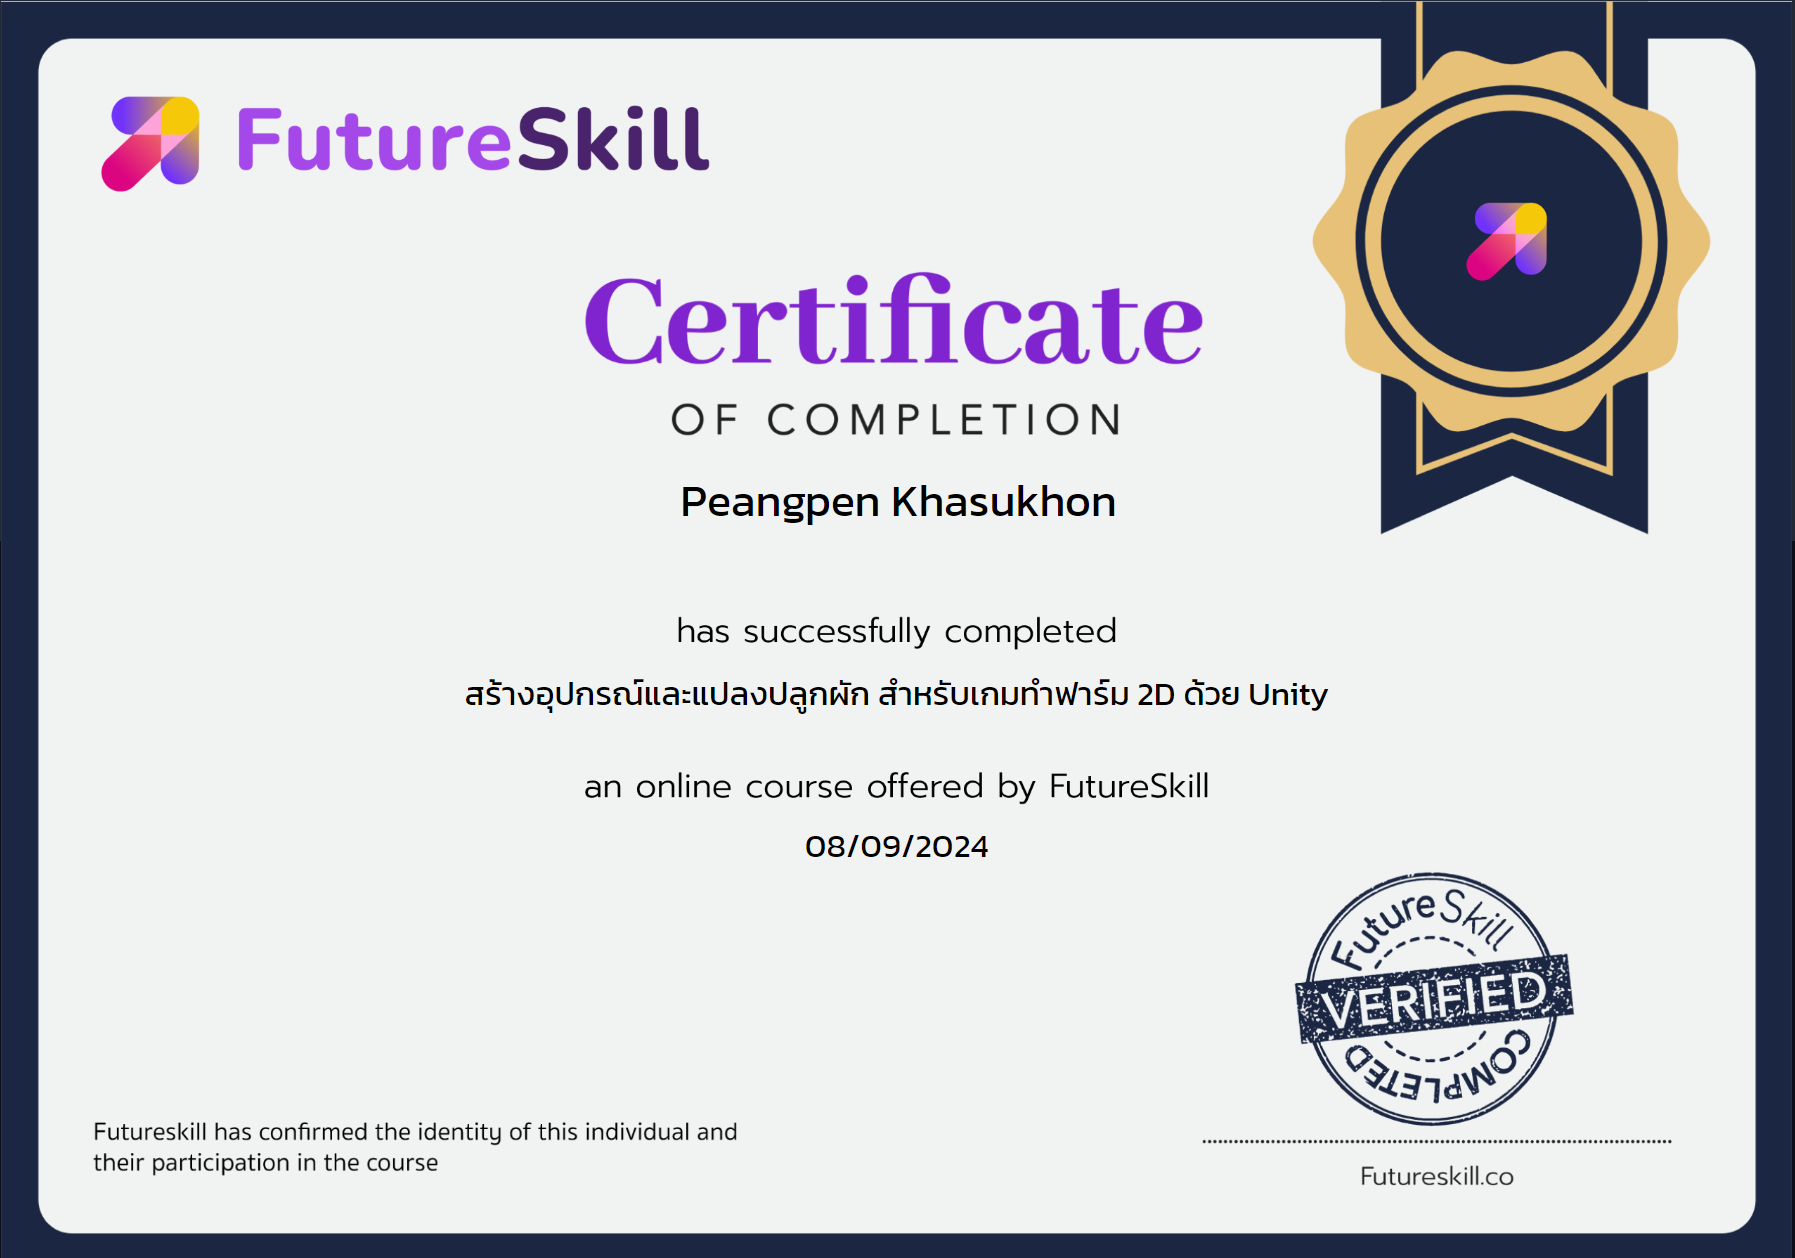 FutureSkill
Certificate
OF COMPLETION
Peangpen Khasukhon
has successfully completed
สร้างอุปกรณ์และแปลงปลูกผัก สำหรับเกมทำฟาร์ม 2D ด้วย Unity
an online course offered by FutureSkill
08/09/2024
FutureSkill
VERIFIED
COMPLETED
Futureskill has confirmed the identity of this individual and
their participation in the course
Futureskill.co